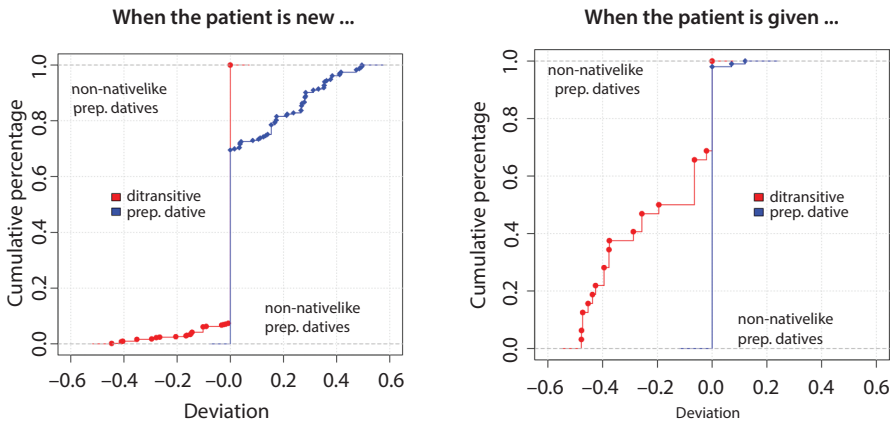 When the patient is new ...
Cumulative percentage
1.0
0.8
0.6
0.4
0.2
0.0
non-nativelike
prep. datives
ditransitive
prep. dative
non-nativelike
prep. datives
−0.6 −0.4 −0.2 −0.0 0.2 0.4 0.6
Deviation
When the patient is given ...
Cumulative percentage
1.0
0.8
0.6
0.4
0.2
0.0
non-nativelike
prep. datives
ditransitive
prep. dative
non-nativelike
prep. datives
−0.6 −0.4 −0.2 0.0 0.2 0.4 0.6
Deviation